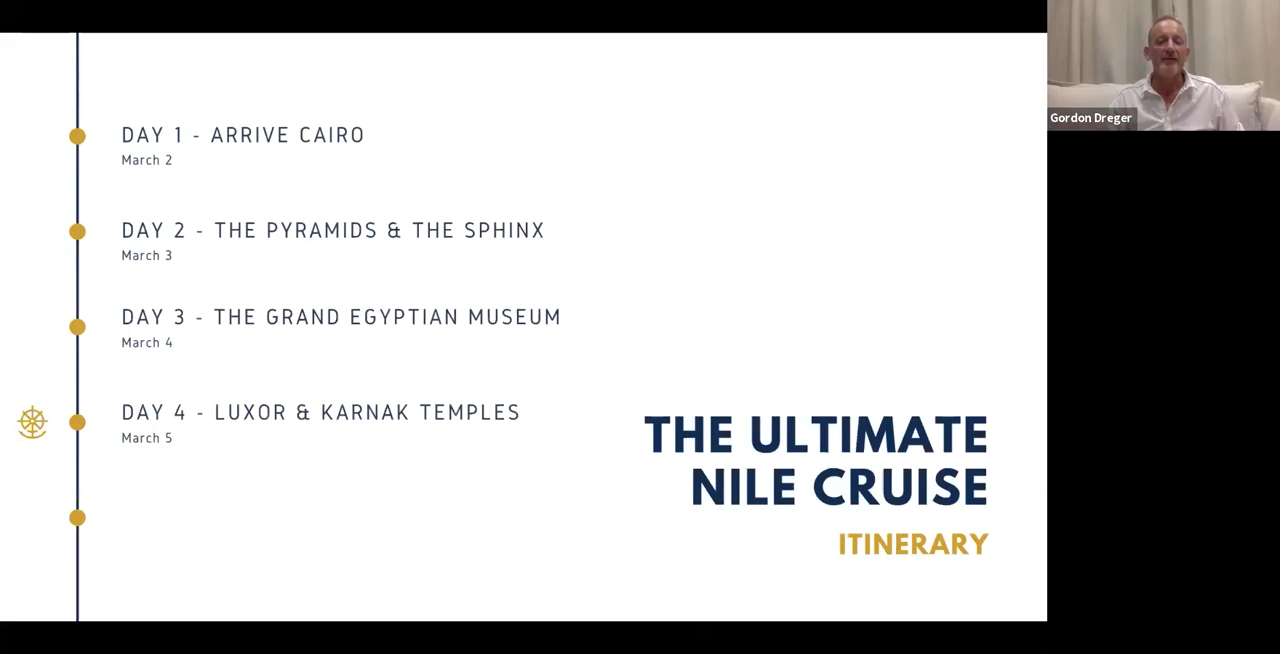 DAY 1 - ARRIVE CAIRO
March 2
DAY 2 - THE PYRAMIDS & THE SPHINX
March 3
DAY 3 - THE GRAND EGYPTIAN MUSEUM
March 4
DAY 4 - LUXOR & KARNAK TEMPLES
March 5
THE ULTIMATE
NILE CRUISE
ITINERARY
Gordon Dreger